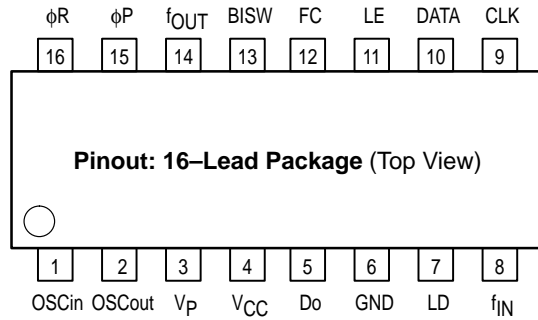 ϕR ϕP fOUT BISW FC LE DATA CLK
16 15 14 13 12 11 10 9
Pinout: 16–Lead Package (Top View)
1 2 3 4 5 6 7 8
OSCin OSCout VP VCC Do GND LD fIN